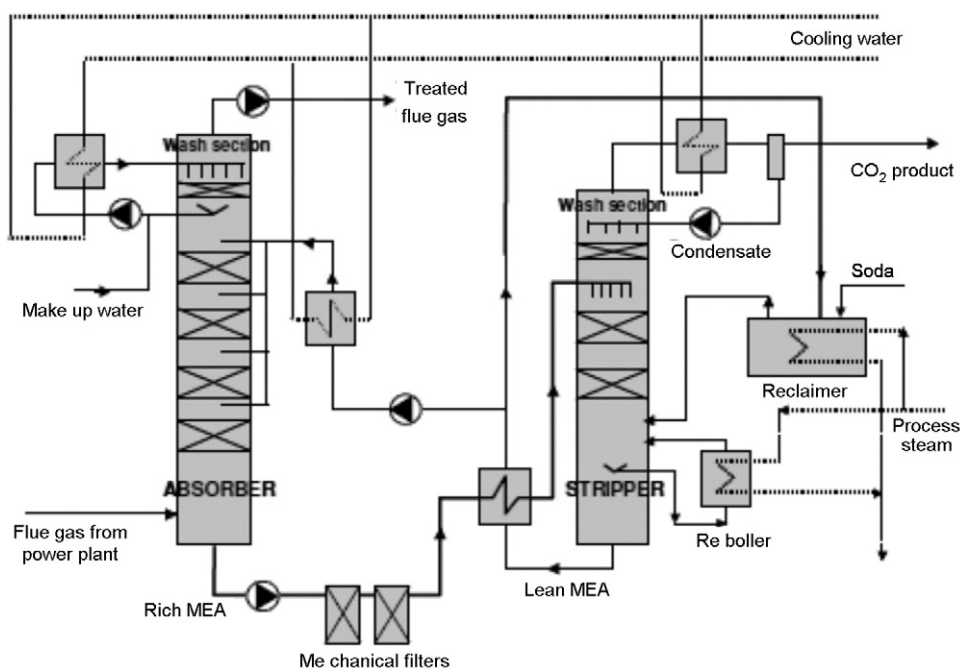 Cooling water
Treated
flue gas
Wash section
CO₂ product
Wash section
Condensate
Soda
Make up water
Reclaimer
Process
steam
ABSORBER
STRIPPER
Flue gas from
power plant
Re boller
Lean MEA
Rich MEA
Me chanical filters